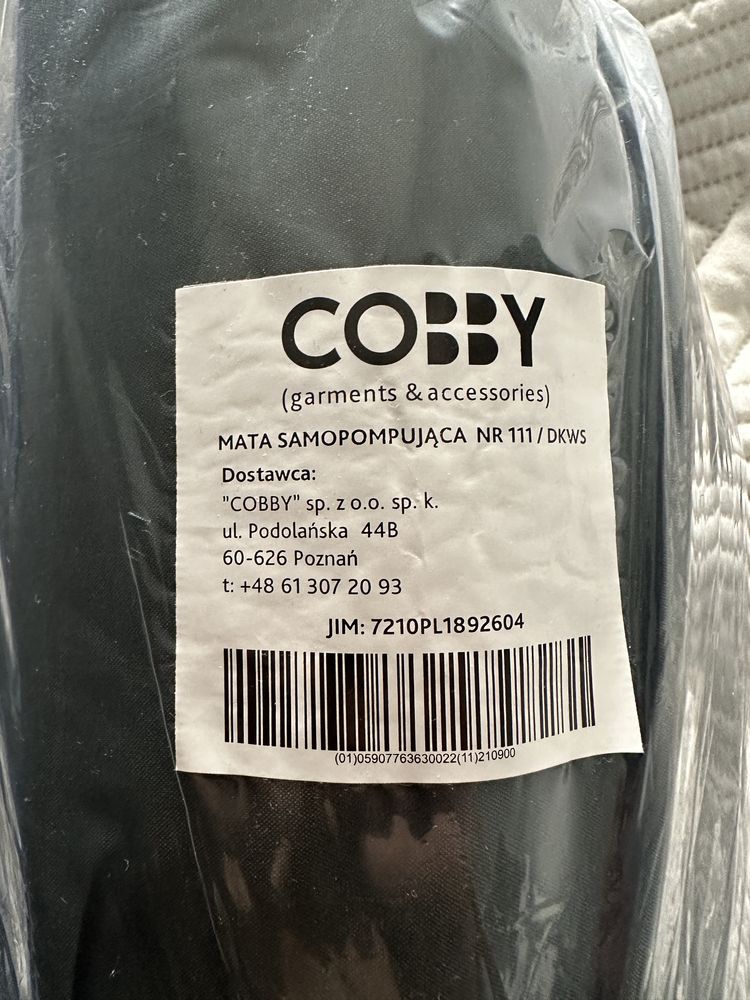 COBBY
(garments & accessories)
MATA SAMOPOMPUJĄCA NR 111 / DKWS
Dostawca:
"COBBY" sp. z o.o. sp. k.
ul. Podolańska 44B
60-626 Poznań
t: +48 61 307 20 93
JIM: 7210PL1892604
(01)05907763630022(11)210900